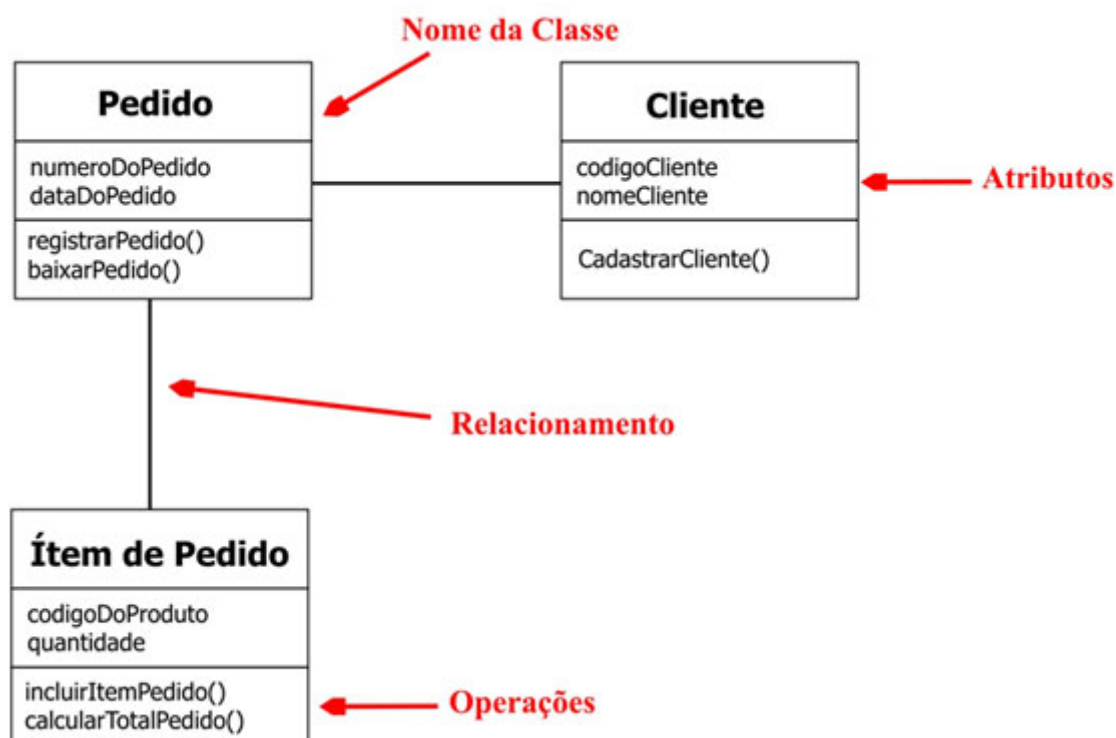 Nome da Classe
Pedido
numeroDoPedido
dataDoPedido
registrarPedido()
baixarPedido()
Cliente
codigoCliente
nomeCliente
CadastrarCliente()
Atributos
Relacionamento
Ítem de Pedido
codigoDoProduto
quantidade
incluirItemPedido()
calcularTotalPedido()
Operações